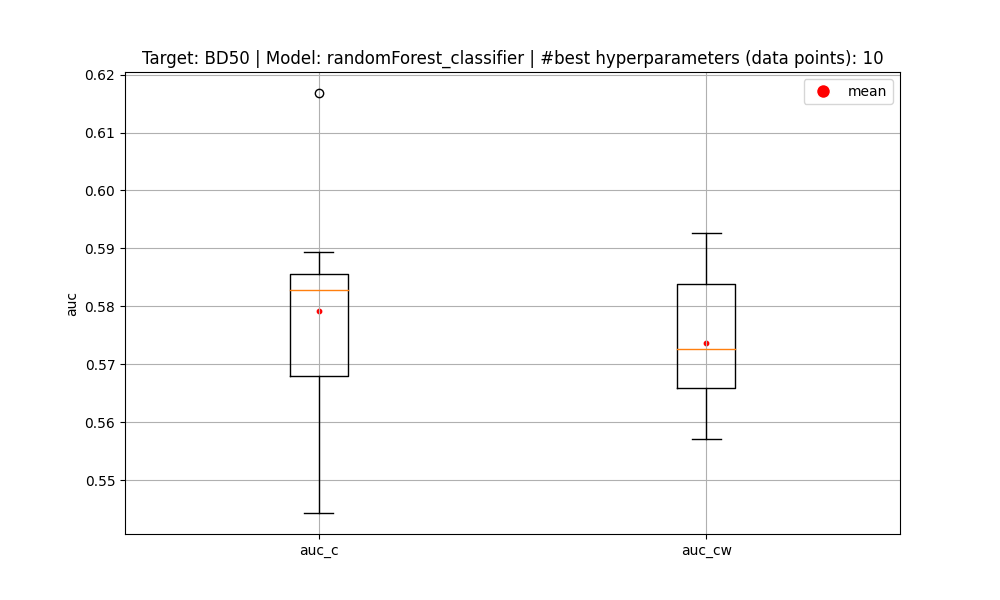 Target: BD50 | Model: randomForest_classifier | #best hyperparameters (data points): 10
mean
0.62
0.61
0.60
0.59
0.58
0.57
0.56
0.55
auc
auc_c
auc_cw